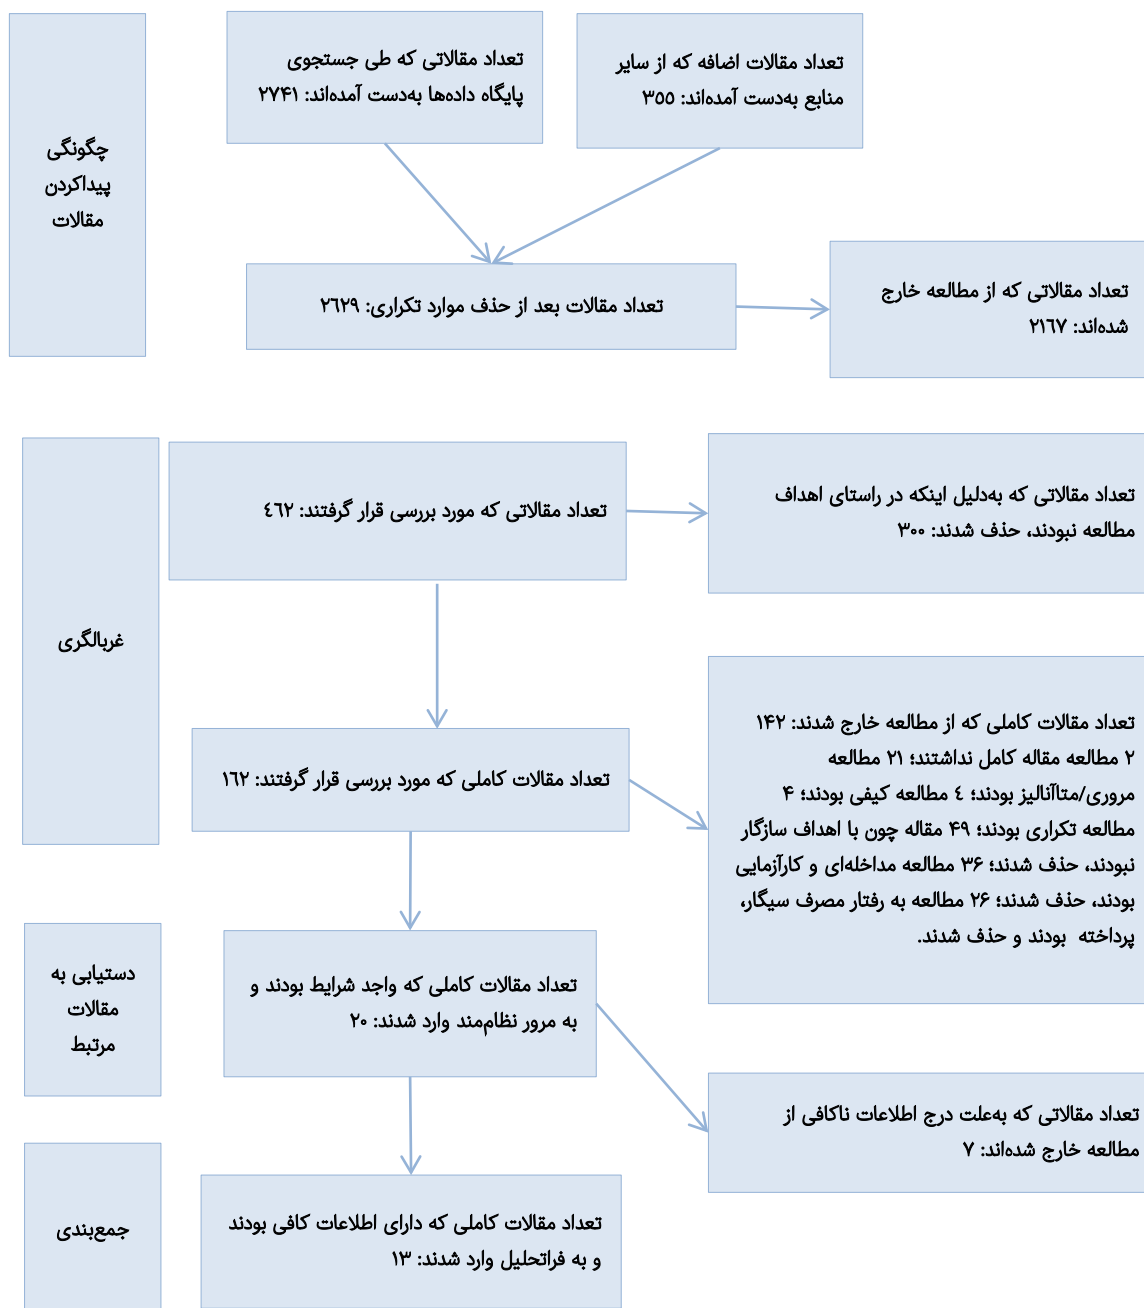 چگونگی
پیداکردن
مقالات
تعداد مقالاتی که طی جستجوی
پایگاه داده‌ها به‌دست آمده‌اند: ۲۷۴۱
تعداد مقالات اضافه که از سایر
منابع به‌دست آمده‌اند: ٣٥٥
تعداد مقالات بعد از حذف موارد تکراری: ٢٦٢٩
تعداد مقالاتی که از مطالعه خارج
شده‌اند: ٢١٦٧
غربالگری
تعداد مقالاتی که مورد بررسی قرار گرفتند: ٤٦٢
تعداد مقالاتی که به‌دلیل اینکه در راستای اهداف
مطالعه نبودند، حذف شدند: ۳۰۰
تعداد مقالات کاملی که مورد بررسی قرار گرفتند: ١٦٢
تعداد مقالات کاملی که از مطالعه خارج شدند: ۱۴۲
۲ مطالعه مقاله کامل نداشتند؛ ۲۱ مطالعه
مروری/متاآنالیز بودند؛ ٤ مطالعه کیفی بودند؛ ۴
مطالعه تکراری بودند؛ ۴۹ مقاله چون با اهداف سازگار
نبودند، حذف شدند؛ ۳۶ مطالعه مداخله‌ای و کارآزمایی
بودند، حذف شدند؛ ۲۶ مطالعه به رفتار مصرف سیگار،
پرداخته بودند و حذف شدند.
دستیابی به
مقالات
مرتبط
تعداد مقالات کاملی که واجد شرایط بودند و
به مرور نظام‌مند وارد شدند: ۲۰
تعداد مقالاتی که به‌علت درج اطلاعات ناکافی از
مطالعه خارج شده‌اند: ۷
جمع‌بندی
تعداد مقالات کاملی که دارای اطلاعات کافی بودند
و به فراتحلیل وارد شدند: ۱۳